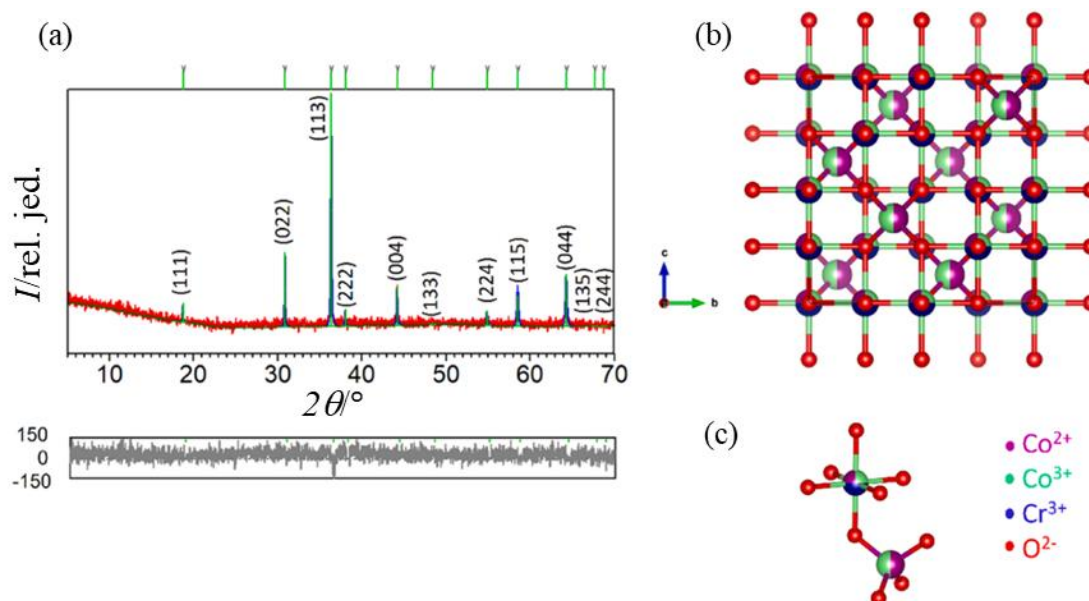 (a)
I/rel. jed.
(111)
(022)
(113)
(222)
(004)
(133)
(224)
(115)
(044)
(135)
(244)
10 20 30 40 50 60 70
2θ/°
150
0
-150
(b)
c
b
(c)
Co²⁺
Co³⁺
Cr³⁺
O²⁻